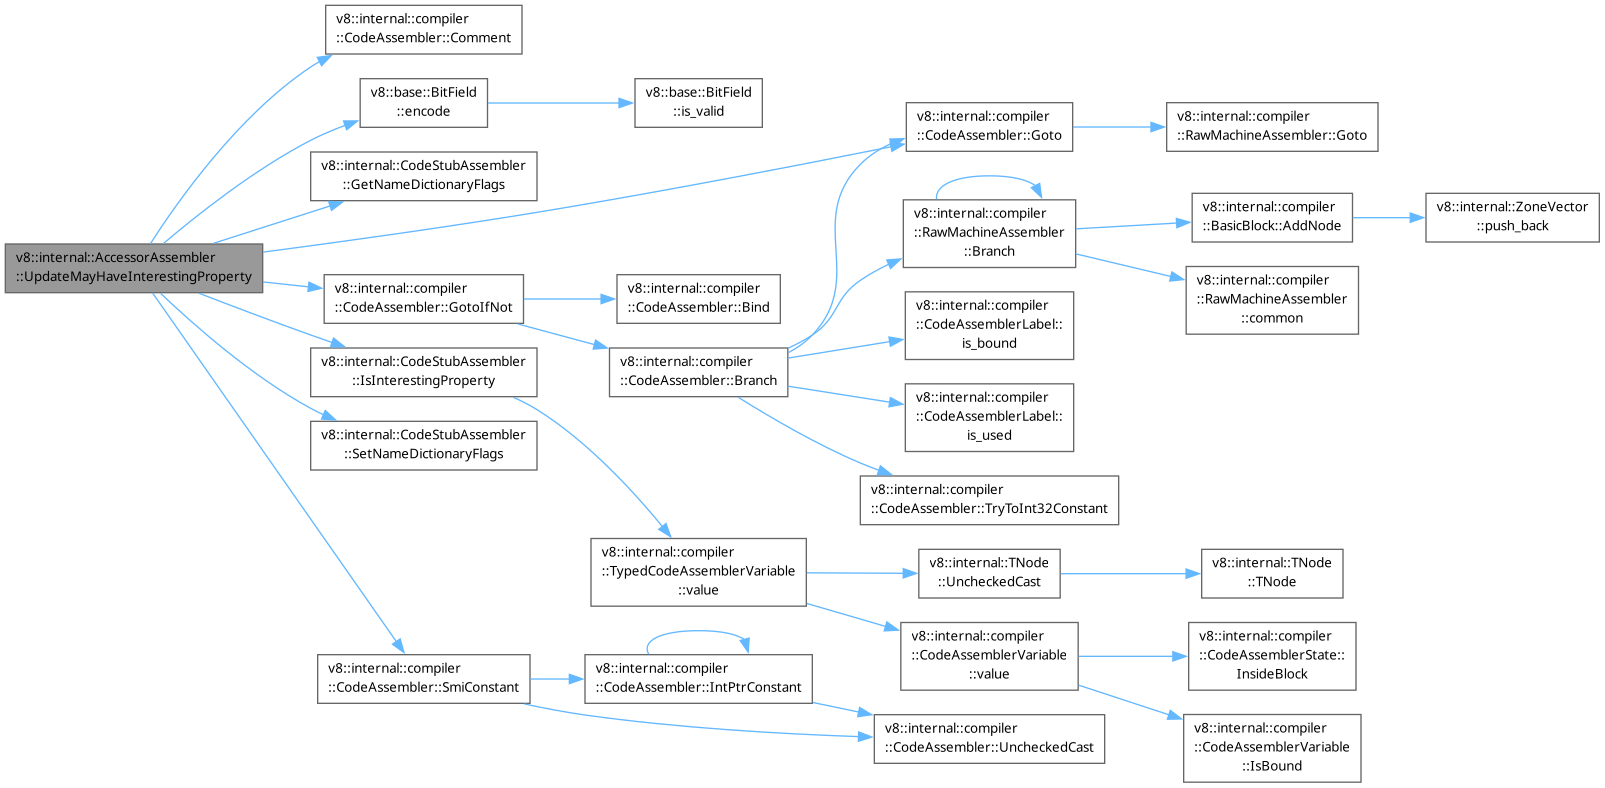 v8::internal::AccessorAssembler
::UpdateMayHaveInterestingProperty
v8::internal::compiler
::CodeAssembler::Comment
v8::base::BitField
::encode
v8::base::BitField
::is_valid
v8::internal::CodeStubAssembler
::GetNameDictionaryFlags
v8::internal::compiler
::CodeAssembler::Goto
v8::internal::compiler
::RawMachineAssembler::Goto
v8::internal::compiler
::CodeAssembler::GotoIfNot
v8::internal::compiler
::CodeAssembler::Bind
v8::internal::compiler
::CodeAssembler::Branch
v8::internal::compiler
::RawMachineAssembler
::Branch
v8::internal::compiler
::BasicBlock::AddNode
v8::internal::ZoneVector
::push_back
v8::internal::compiler
::RawMachineAssembler
::common
v8::internal::compiler
::CodeAssemblerLabel::
is_bound
v8::internal::compiler
::CodeAssemblerLabel::
is_used
v8::internal::compiler
::CodeAssembler::TryToInt32Constant
v8::internal::CodeStubAssembler
::IsInterestingProperty
v8::internal::compiler
::TypedCodeAssemblerVariable
::value
v8::internal::TNode
::UncheckedCast
v8::internal::TNode
::TNode
v8::internal::compiler
::CodeAssemblerVariable
::value
v8::internal::compiler
::CodeAssemblerState::
InsideBlock
v8::internal::compiler
::CodeAssemblerVariable
::IsBound
v8::internal::CodeStubAssembler
::SetNameDictionaryFlags
v8::internal::compiler
::CodeAssembler::SmiConstant
v8::internal::compiler
::CodeAssembler::IntPtrConstant
v8::internal::compiler
::CodeAssembler::UncheckedCast